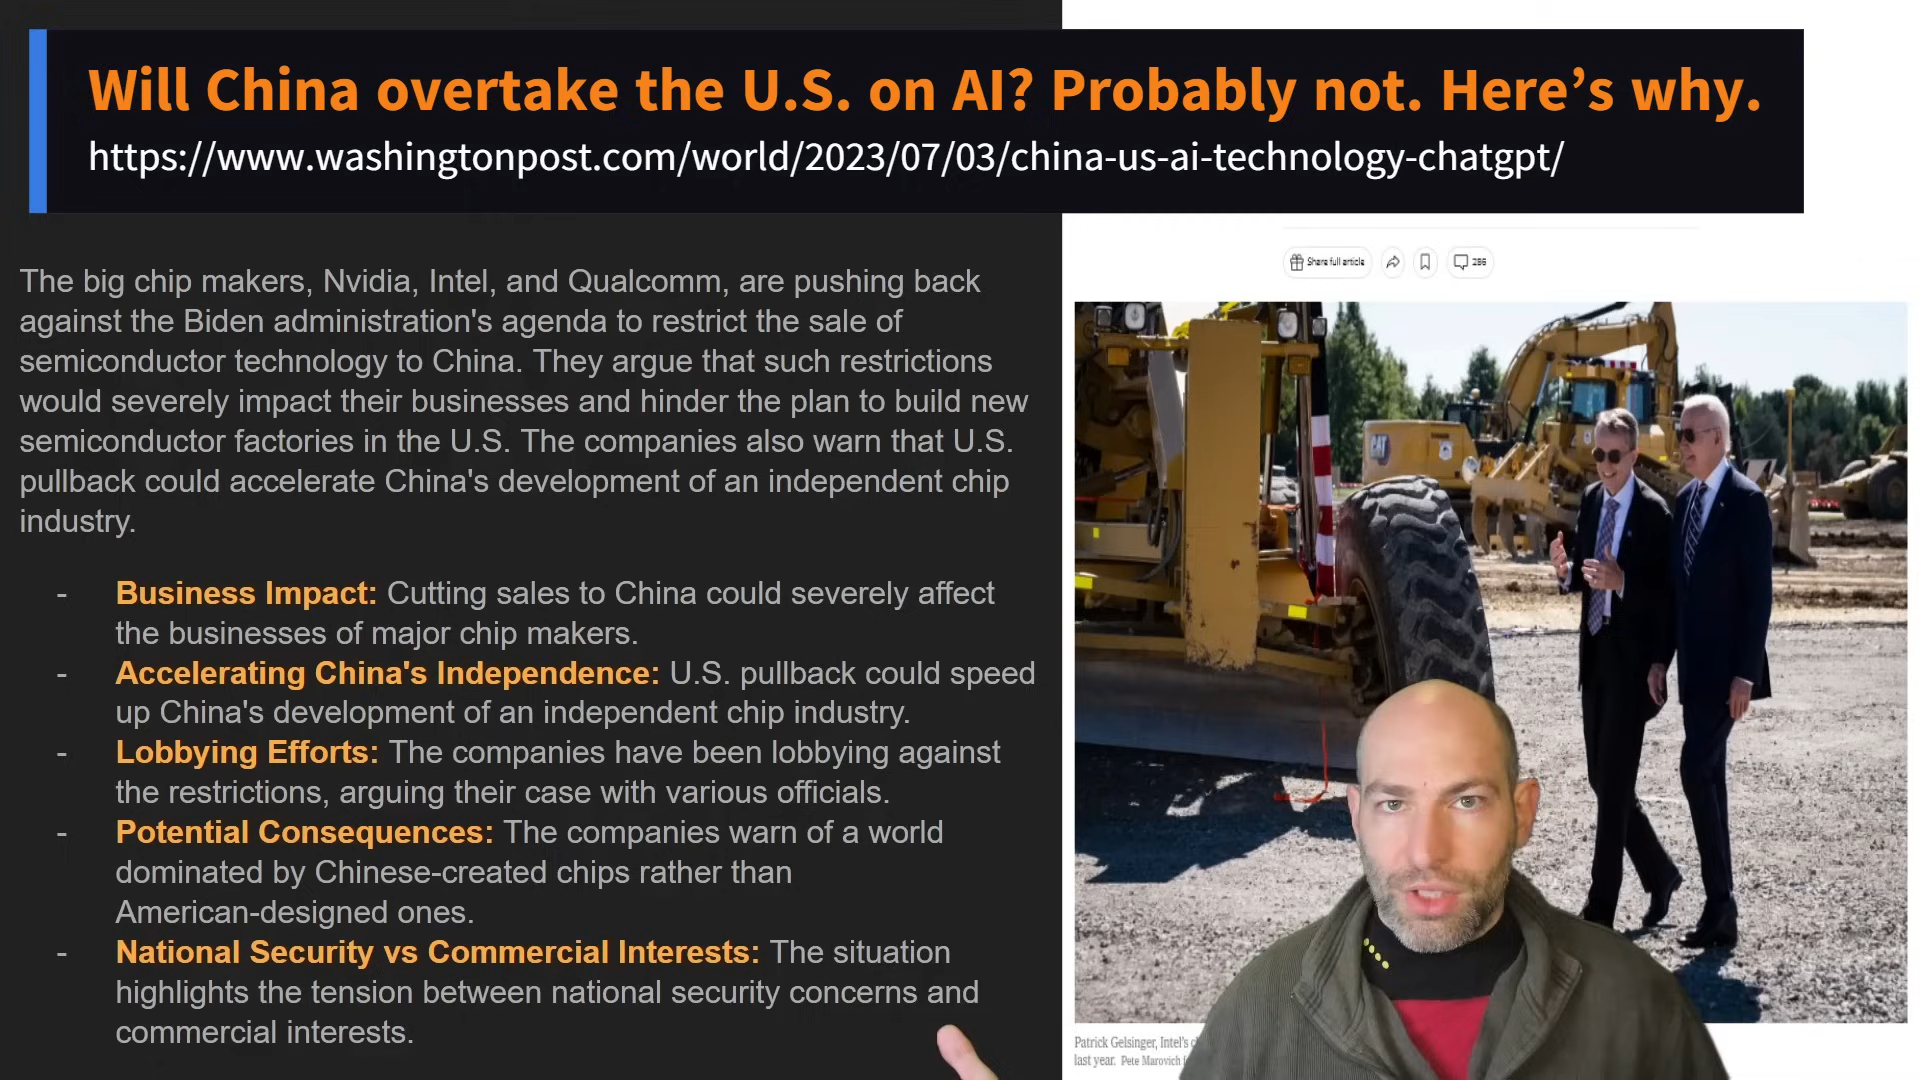 Will China overtake the U.S. on AI? Probably not. Here’s why.
https://www.washingtonpost.com/world/2023/07/03/china-us-ai-technology-chatgpt/
The big chip makers, Nvidia, Intel, and Qualcomm, are pushing back
against the Biden administration's agenda to restrict the sale of
semiconductor technology to China. They argue that such restrictions
would severely impact their businesses and hinder the plan to build new
semiconductor factories in the U.S. The companies also warn that U.S.
pullback could accelerate China's development of an independent chip
industry.
- Business Impact: Cutting sales to China could severely affect
the businesses of major chip makers.
- Accelerating China's Independence: U.S. pullback could speed
up China's development of an independent chip industry.
- Lobbying Efforts: The companies have been lobbying against
the restrictions, arguing their case with various officials.
- Potential Consequences: The companies warn of a world
dominated by Chinese-created chips rather than
American-designed ones.
- National Security vs Commercial Interests: The situation
highlights the tension between national security concerns and
commercial interests.
Share full article
286
CAT
Patrick Gelsinger, Intel's
last year. Pete Marovich